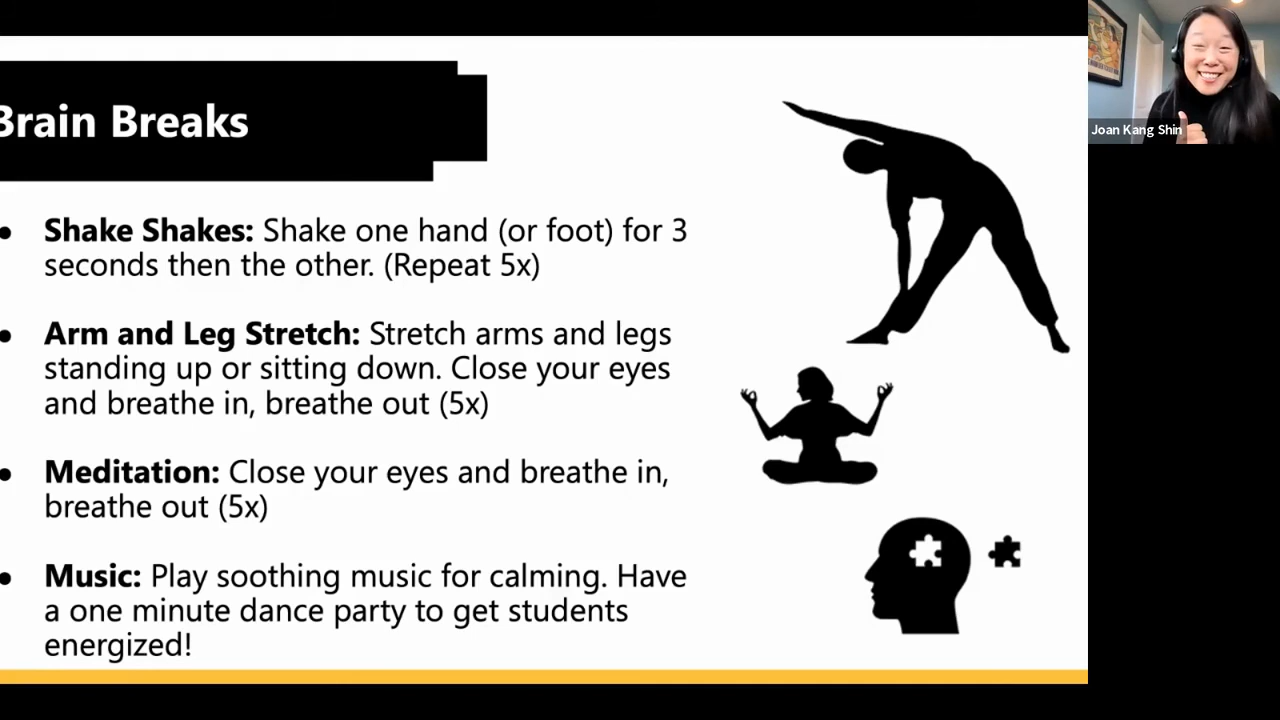 Brain Breaks
Joan Kang Shin
• Shake Shakes: Shake one hand (or foot) for 3
seconds then the other. (Repeat 5x)
• Arm and Leg Stretch: Stretch arms and legs
standing up or sitting down. Close your eyes
and breathe in, breathe out (5x)
• Meditation: Close your eyes and breathe in,
breathe out (5x)
• Music: Play soothing music for calming. Have
a one minute dance party to get students
energized!